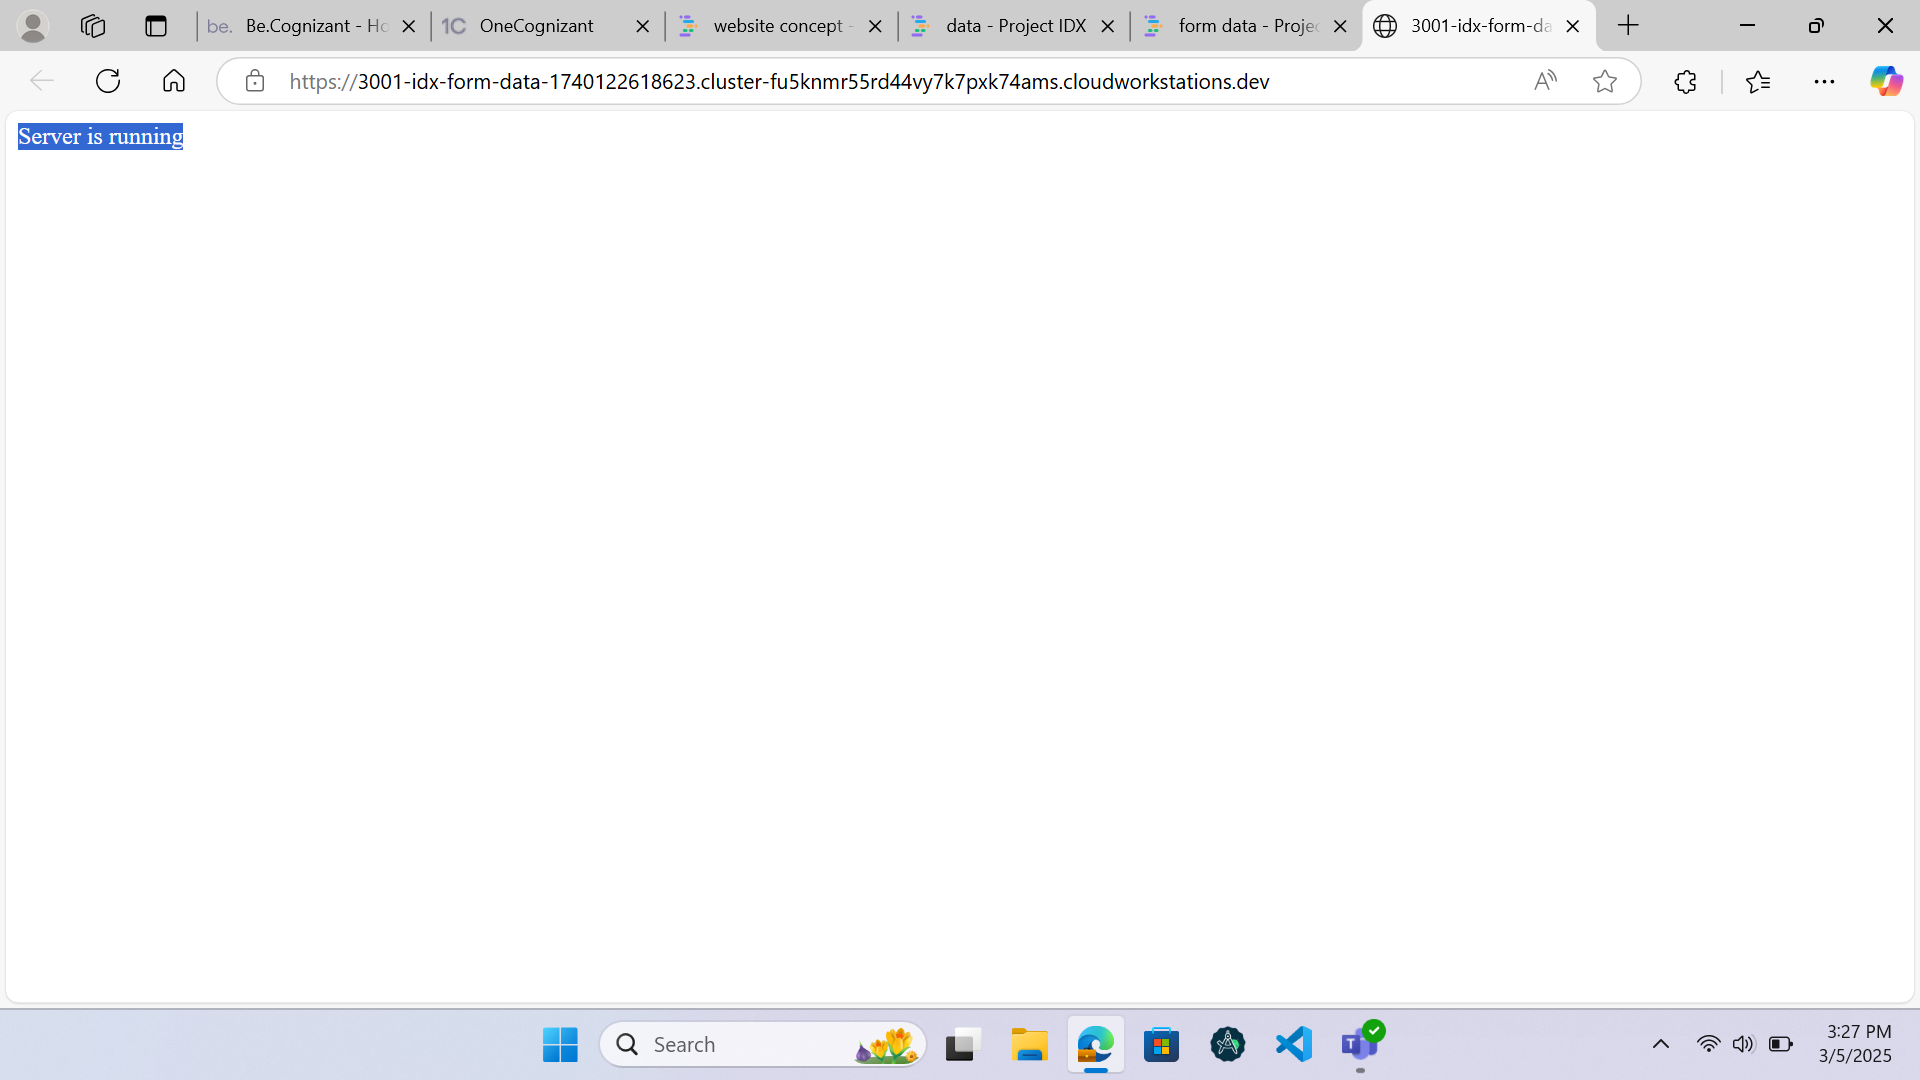 be. Be.Cognizant - Ho
1C OneCognizant
website concept -
data - Project IDX
form data - Projec
3001-idx-form-da
https://3001-idx-form-data-1740122618623.cluster-fu5knmr55rd44vy7k7pxk74ams.cloudworkstations.dev
Server is running
Search
3:27 PM
3/5/2025